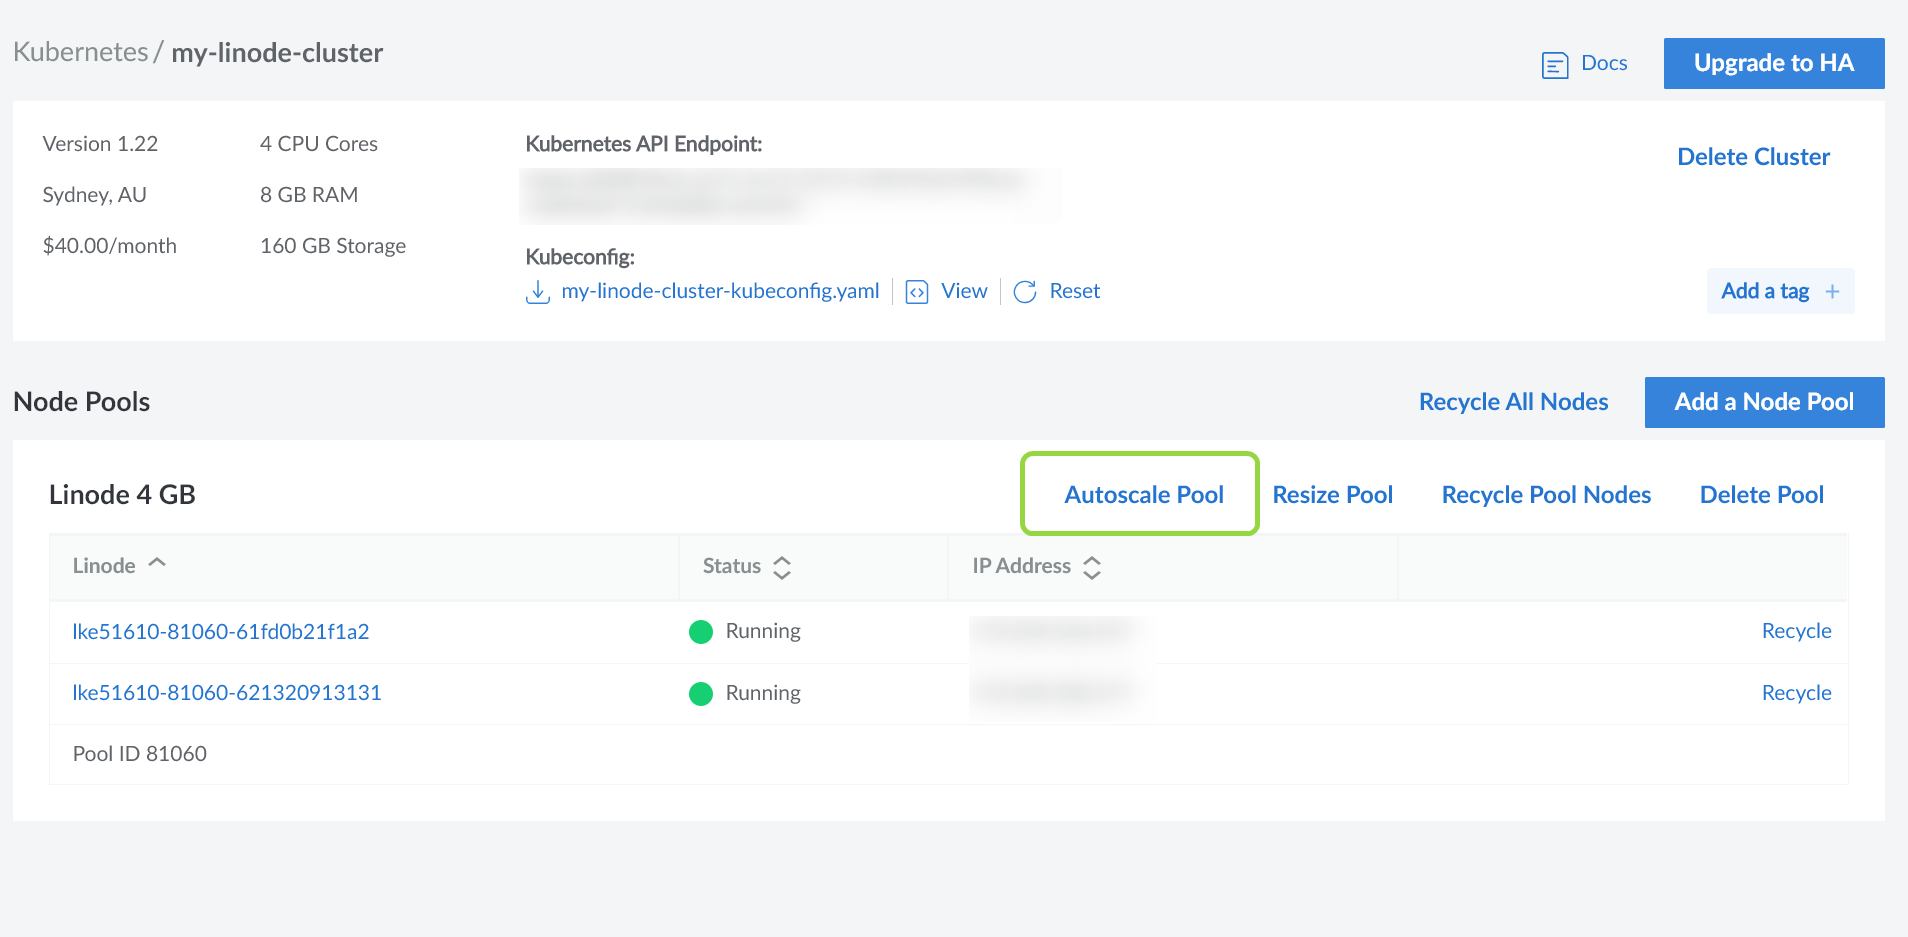 Kubernetes / my-linode-cluster
Docs
Upgrade to HA
Version 1.22
4 CPU Cores
Kubernetes API Endpoint:
Delete Cluster
Sydney, AU
8 GB RAM
$40.00/month
160 GB Storage
Kubeconfig:
my-linode-cluster-kubeconfig.yaml
View
Reset
Add a tag +
Node Pools
Recycle All Nodes
Add a Node Pool
Linode 4 GB
Autoscale Pool
Resize Pool
Recycle Pool Nodes
Delete Pool
Linode
Status
IP Address
lke51610-81060-61fd0b21f1a2
Running
Recycle
lke51610-81060-621320913131
Running
Recycle
Pool ID 81060